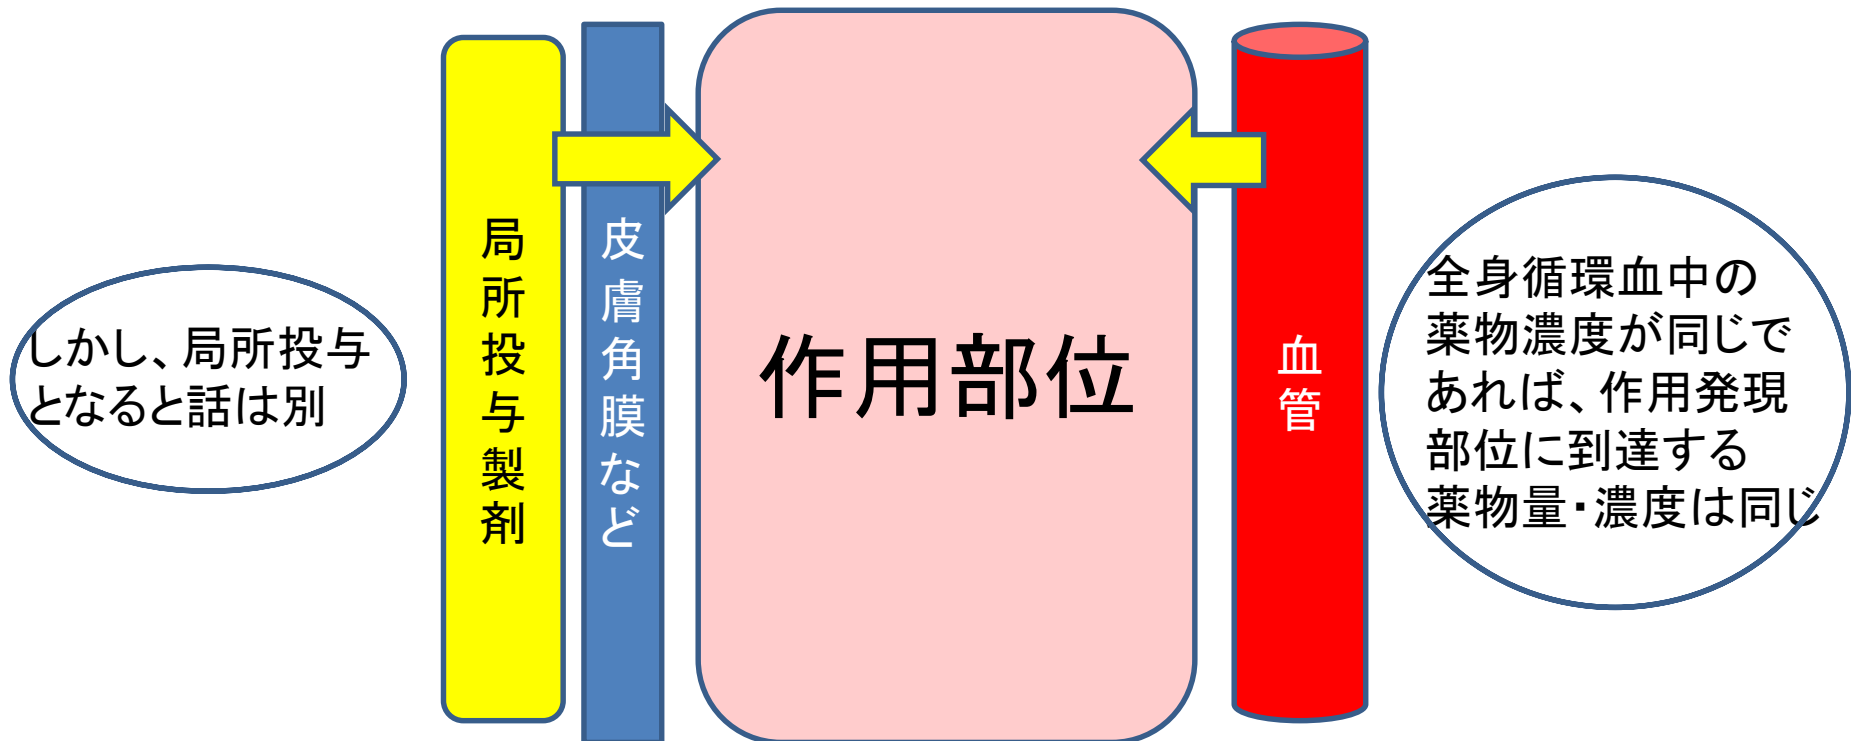 しかし、局所投与
となると話は別
局所投与製剤
皮膚角膜など
作用部位
血管
全身循環血中の
薬物濃度が同じで
あれば、作用発現
部位に到達する
薬物量・濃度は同じ